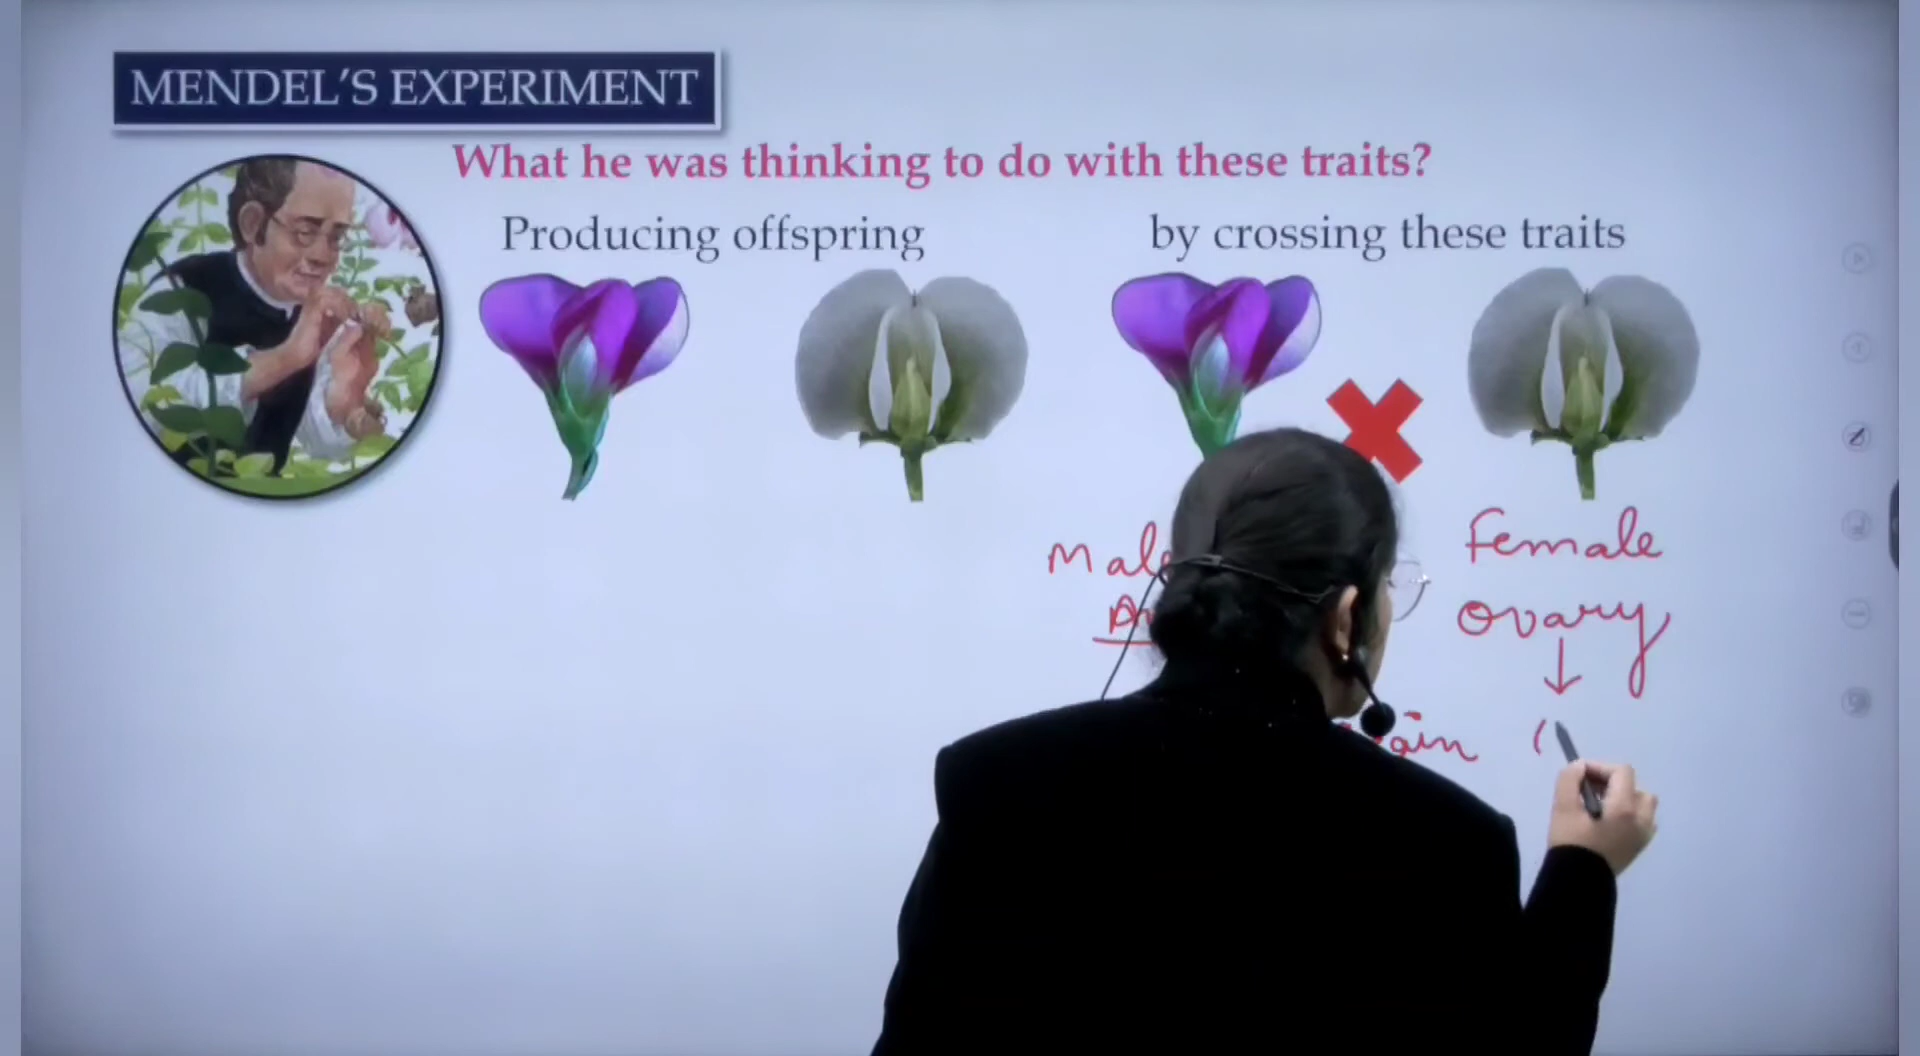 MENDEL'S EXPERIMENT
What he was thinking to do with these traits?
Producing offspring by crossing these traits
Female
Ovary